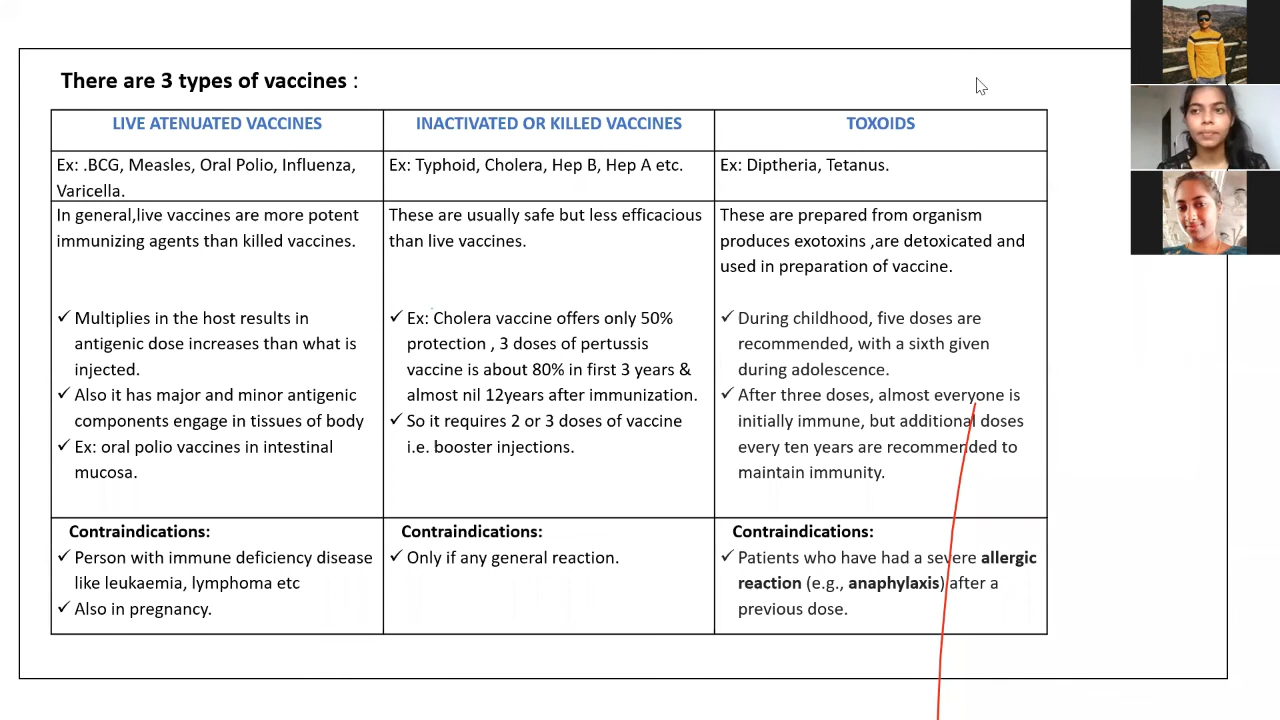 There are 3 types of vaccines :
LIVE ATENUATED VACCINES
INACTIVATED OR KILLED VACCINES
TOXOIDS
Ex: .BCG, Measles, Oral Polio, Influenza,
Varicella.
Ex: Typhoid, Cholera, Hep B, Hep A etc.
Ex: Diptheria, Tetanus.
In general,live vaccines are more potent
immunizing agents than killed vaccines.
✓ Multiplies in the host results in
antigenic dose increases than what is
injected.
✓ Also it has major and minor antigenic
components engage in tissues of body
✓ Ex: oral polio vaccines in intestinal
mucosa.
These are usually safe but less efficacious
than live vaccines.
✓ Ex: Cholera vaccine offers only 50%
protection , 3 doses of pertussis
vaccine is about 80% in first 3 years &
almost nil 12years after immunization.
✓ So it requires 2 or 3 doses of vaccine
i.e. booster injections.
These are prepared from organism
produces exotoxins ,are detoxicated and
used in preparation of vaccine.
✓ During childhood, five doses are
recommended, with a sixth given
during adolescence.
✓ After three doses, almost everyone is
initially immune, but additional doses
every ten years are recommended to
maintain immunity.
Contraindications:
✓ Person with immune deficiency disease
like leukaemia, lymphoma etc
✓ Also in pregnancy.
Contraindications:
✓ Only if any general reaction.
Contraindications:
✓ Patients who have had a severe allergic
reaction (e.g., anaphylaxis) after a
previous dose.